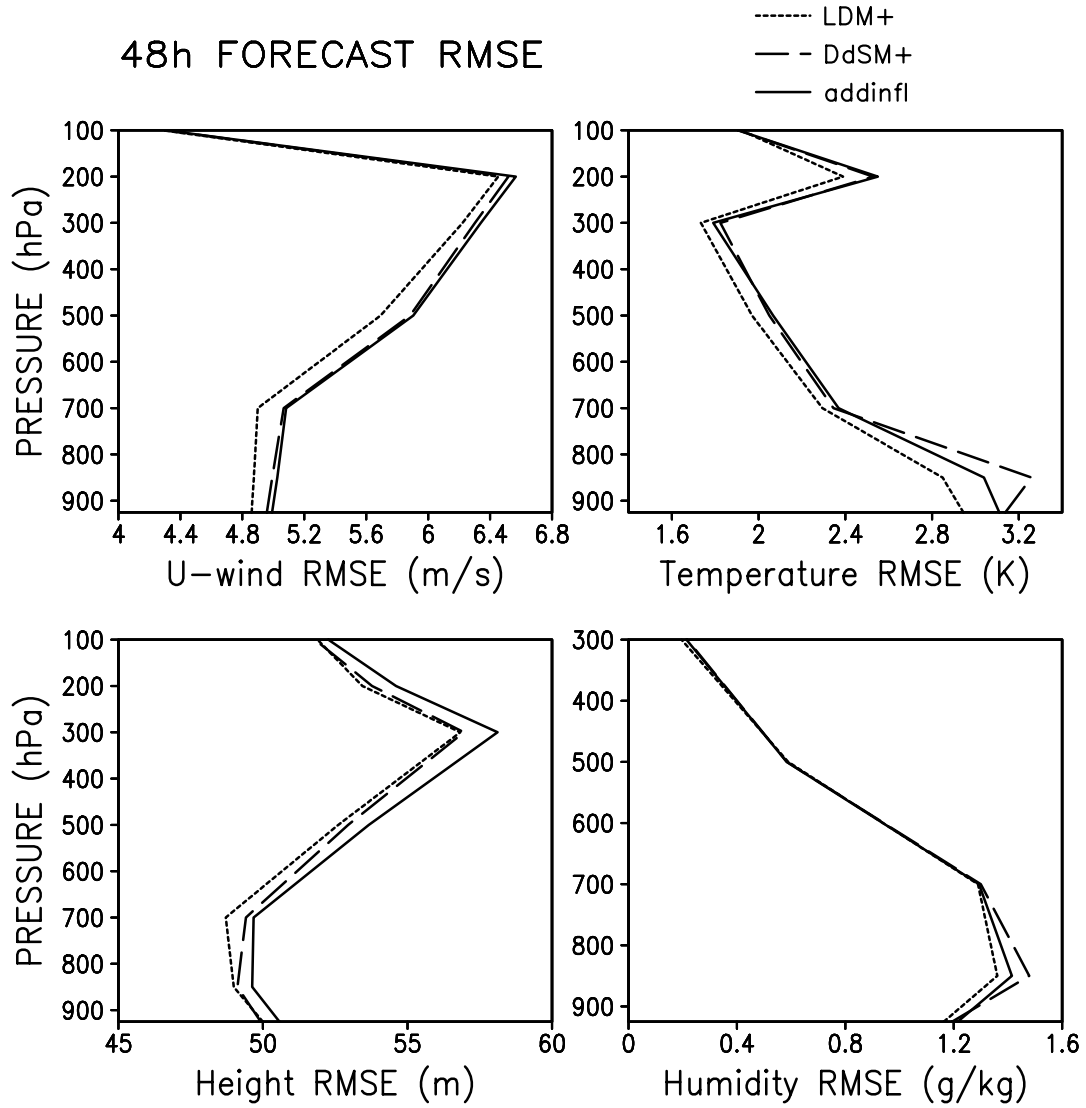 48h FORECAST RMSE
LDM+
DdSM+
addinfl
PRESSURE (hPa)
100
200
300
400
500
600
700
800
900
4 4.4 4.8 5.2 5.6 6 6.4 6.8
U-wind RMSE (m/s)
100
200
300
400
500
600
700
800
900
1.6 2 2.4 2.8 3.2
Temperature RMSE (K)
PRESSURE (hPa)
100
200
300
400
500
600
700
800
900
45 50 55 60
Height RMSE (m)
300
400
500
600
700
800
900
0 0.4 0.8 1.2 1.6
Humidity RMSE (g/kg)